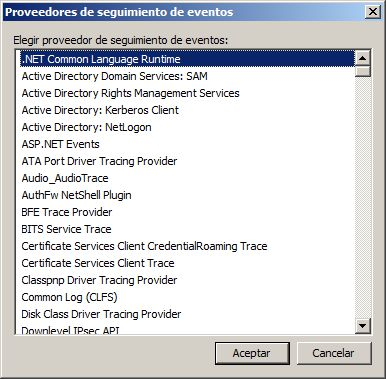 Proveedores de seguimiento de eventos
Elegir proveedor de seguimiento de eventos:
.NET Common Language Runtime
Active Directory Domain Services: SAM
Active Directory Rights Management Services
Active Directory: Kerberos Client
Active Directory: NetLogon
ASP.NET Events
ATA Port Driver Tracing Provider
Audio_AudioTrace
AuthFw NetShell Plugin
BFE Trace Provider
BITS Service Trace
Certificate Services Client CredentialRoaming Trace
Certificate Services Client Trace
Classpnp Driver Tracing Provider
Common Log (CLFS)
Disk Class Driver Tracing Provider
Downlevel IPsec API
Aceptar
Cancelar